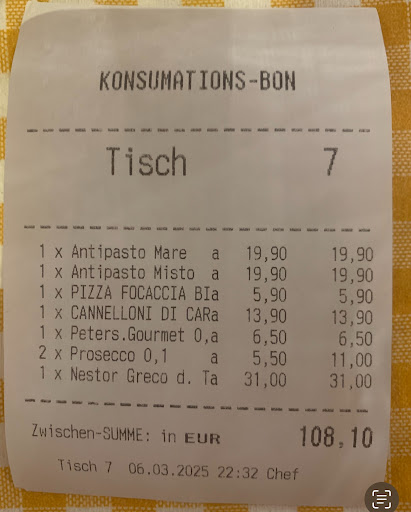 KONSUMATIONS-BON
Tisch 7
1 x Antipasto Mare a 19,90 19,90
1 x Antipasto Misto a 19,90 19,90
1 x PIZZA FOCACCIA BIa 5,90 5,90
1 x CANNELLONI DI CARa 13,90 13,90
1 x Peters.Gourmet 0,a 6,50 6,50
2 x Prosecco 0,1 a 5,50 11,00
1 x Nestor Greco d. Ta 31,00 31,00
Zwischen-SUMME: in EUR 108,10
Tisch 7 06.03.2025 22:32 Chef